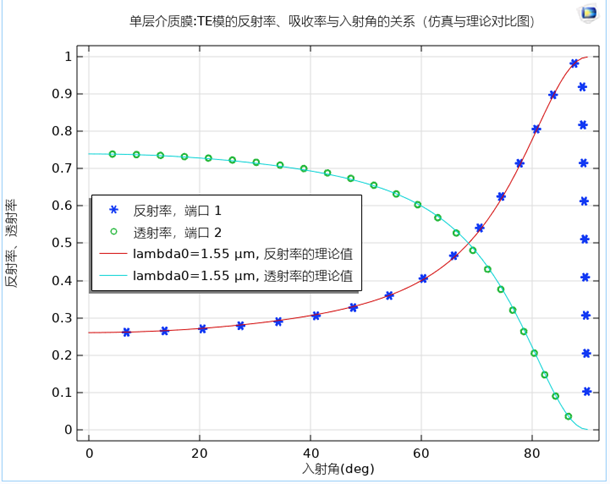 单层介质膜:TE模的反射率、吸收率与入射角的关系（仿真与理论对比图)
1
0.9
0.8
0.7
0.6
0.5
0.4
0.3
0.2
0.1
0
反射率、透射率
反射率，端口 1
透射率，端口 2
lambda0=1.55 μm, 反射率的理论值
lambda0=1.55 μm, 透射率的理论值
0 20 40 60 80
入射角(deg)